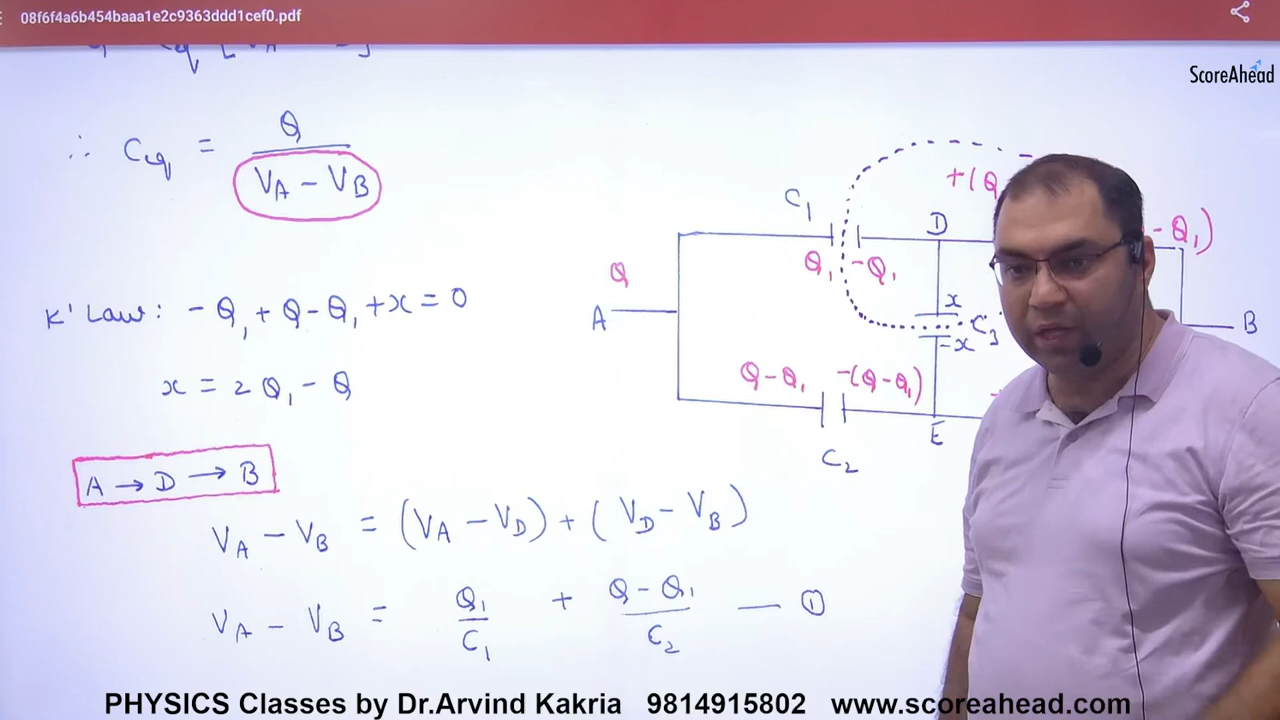 08f6f4a6b454baaa1e2c9363ddd1cef0.pdf
ScoreAhead
∴ Ceq = Q / (VA − VB)
K' Law: − Q1 + Q − Q1 + x = 0
x = 2Q1 − Q
A → D → B
VA − VB = (VA − VD) + (VD − VB)
VA − VB = Q1/C1 + (Q − Q1)/C2 — ①
+(Q
C1
D
− Q1)
Q
Q1
−Q1
A
x
C3
−x
B
Q − Q1
−(Q − Q1)
E
C2
PHYSICS Classes by Dr.Arvind Kakria 9814915802 www.scoreahead.com